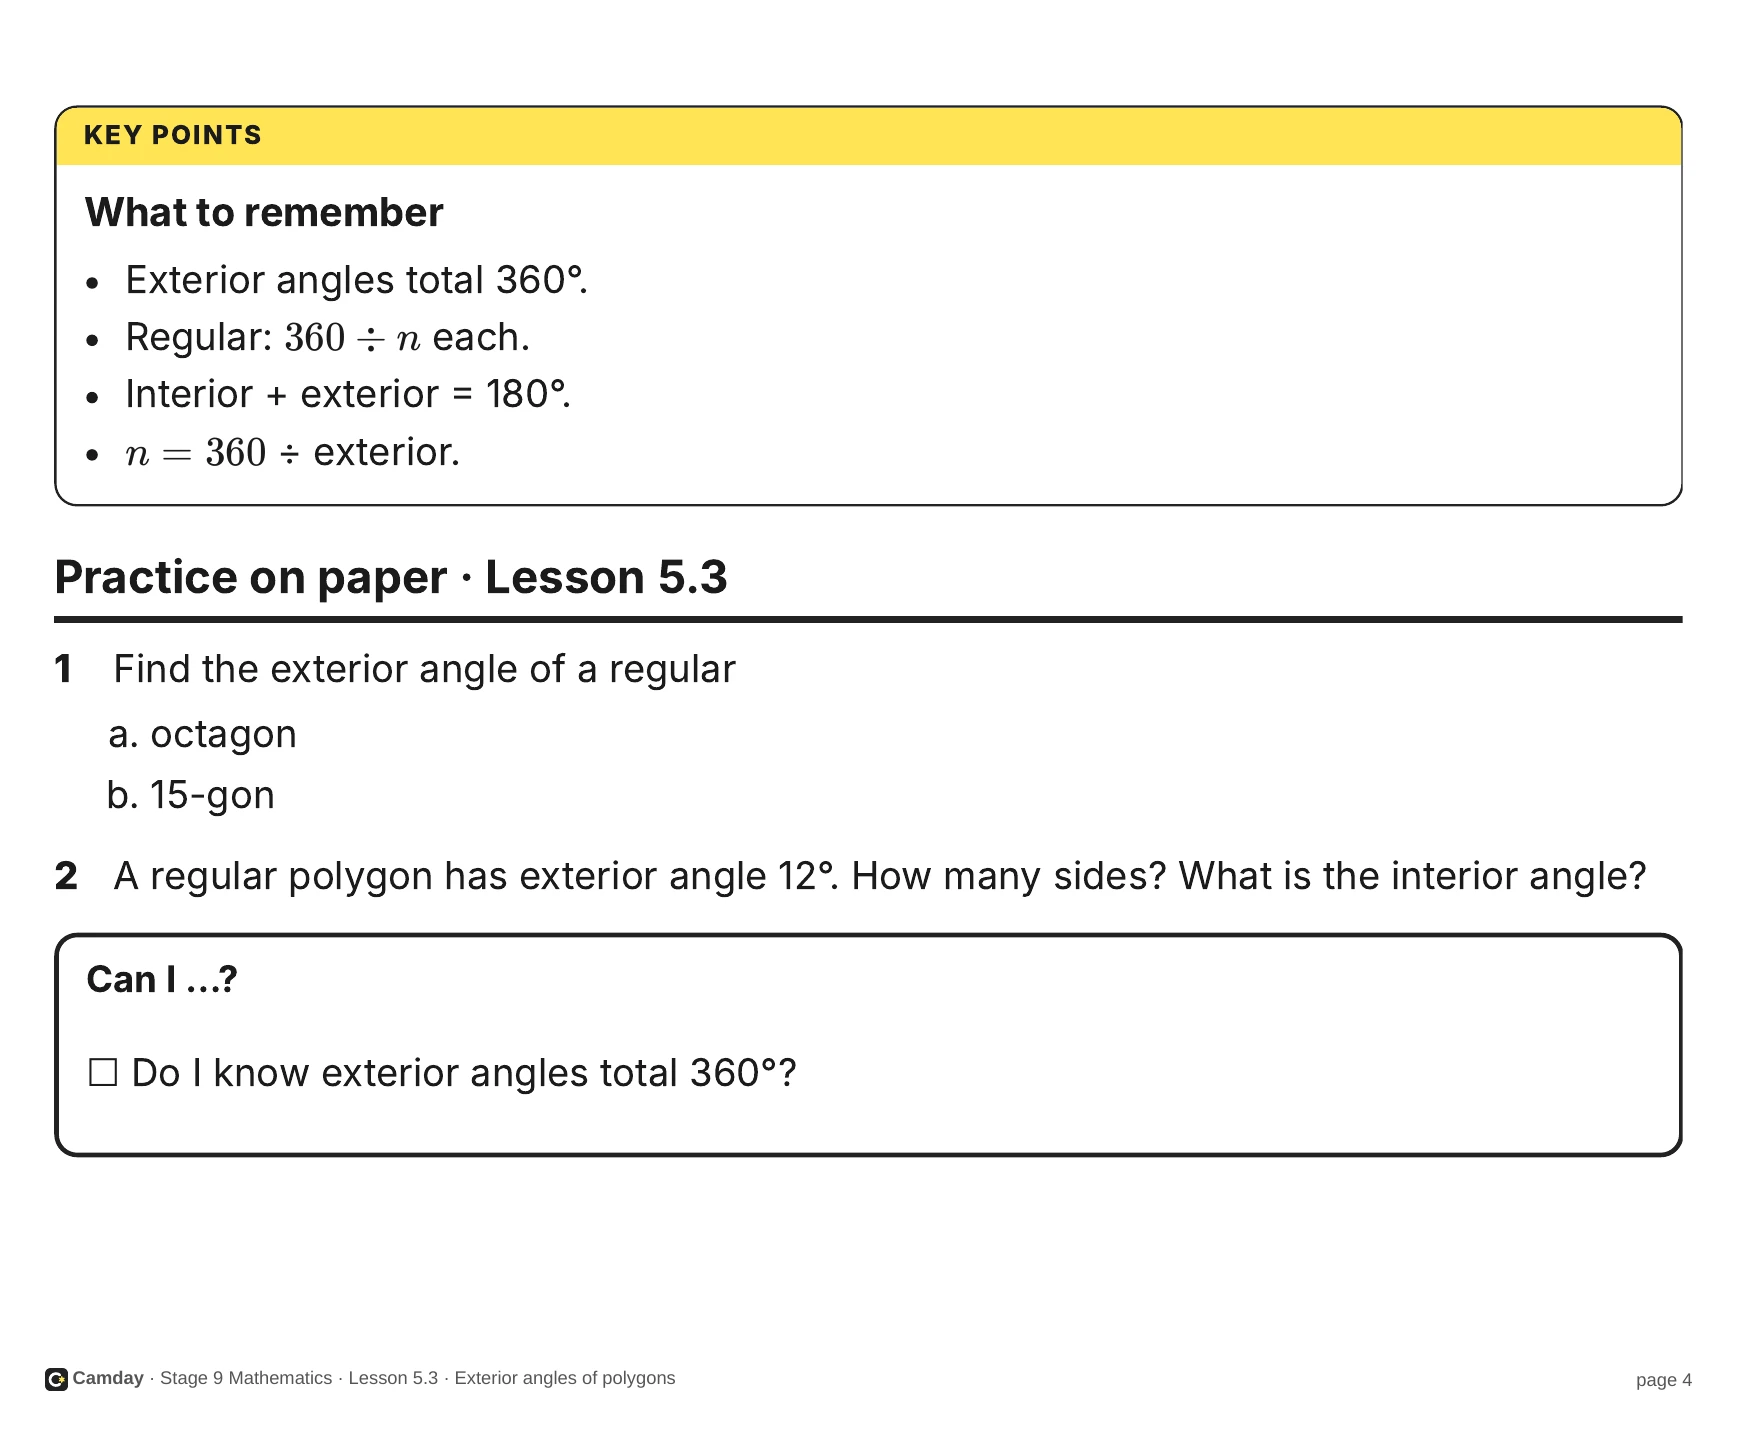 KEY POINTS
What to remember
• Exterior angles total 360°.
• Regular: 360 ÷ n each.
• Interior + exterior = 180°.
• n = 360 ÷ exterior.
Practice on paper · Lesson 5.3
1 Find the exterior angle of a regular
a. octagon
b. 15-gon
2 A regular polygon has exterior angle 12°. How many sides? What is the interior angle?
Can I …?
☐ Do I know exterior angles total 360°?
Camday · Stage 9 Mathematics · Lesson 5.3 · Exterior angles of polygons
page 4